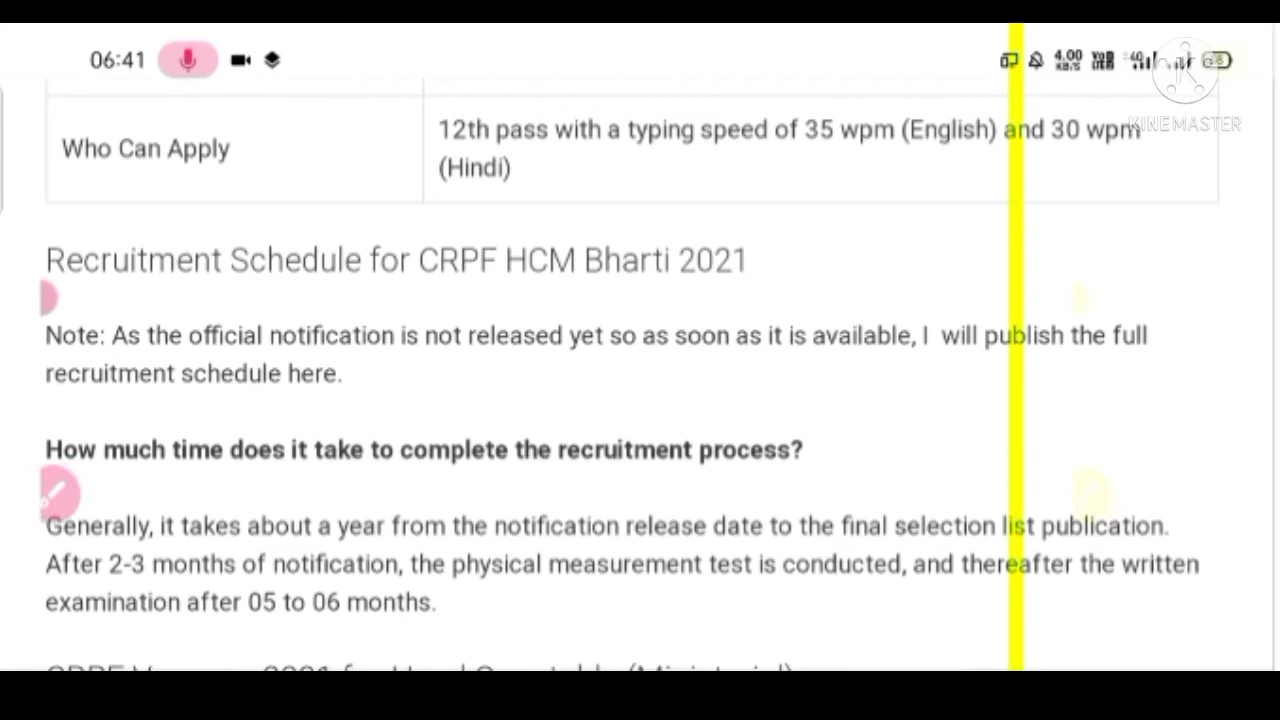 06:41
4.00
KB/S
KINEMASTER
Who Can Apply
12th pass with a typing speed of 35 wpm (English) and 30 wpm
(Hindi)
Recruitment Schedule for CRPF HCM Bharti 2021
Note: As the official notification is not released yet so as soon as it is available, I will publish the full
recruitment schedule here.
How much time does it take to complete the recruitment process?
Generally, it takes about a year from the notification release date to the final selection list publication.
After 2-3 months of notification, the physical measurement test is conducted, and thereafter the written
examination after 05 to 06 months.